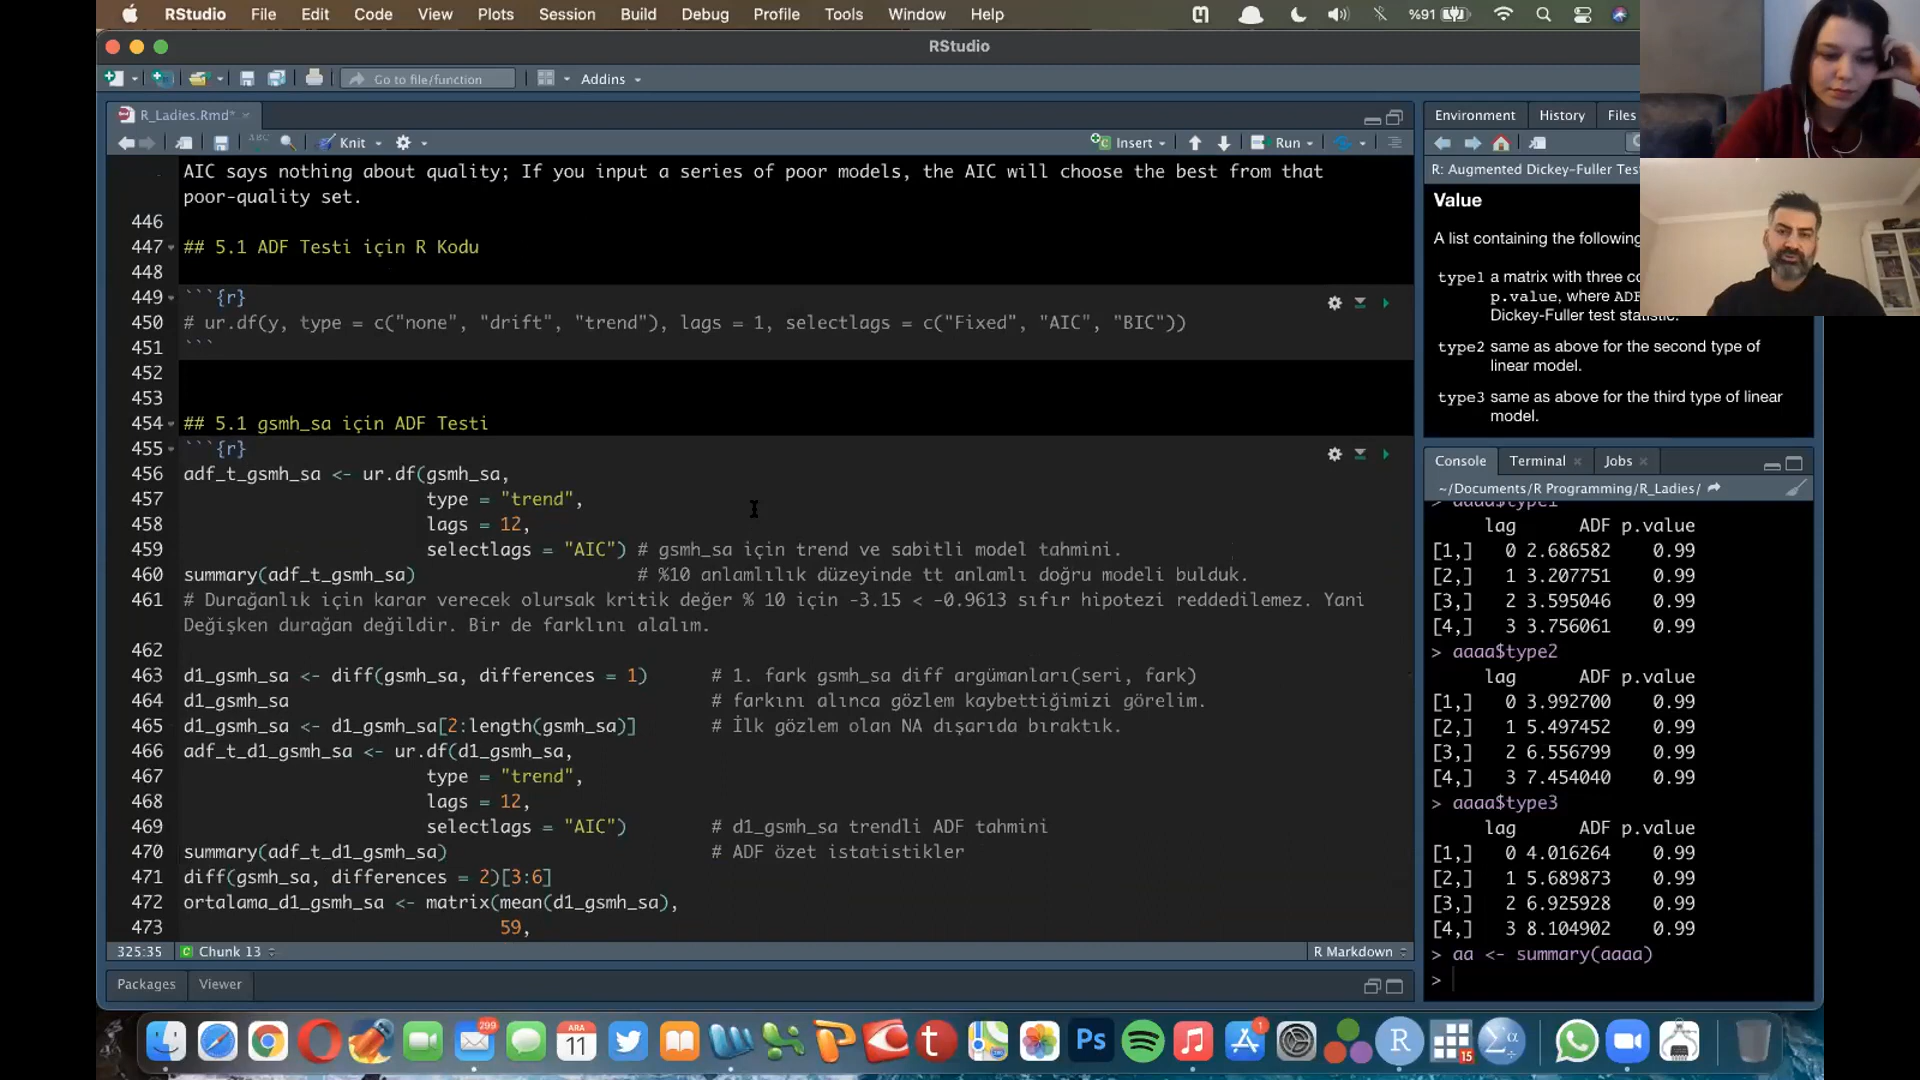 RStudio File Edit Code View Plots Session Build Debug Profile Tools Window Help %91
RStudio
Go to file/function Addins
R_Ladies.Rmd*
Knit Insert Run
AIC says nothing about quality; If you input a series of poor models, the AIC will choose the best from that
poor-quality set.
446
447 ## 5.1 ADF Testi için R Kodu
448
449 ```{r}
450 # ur.df(y, type = c("none", "drift", "trend"), lags = 1, selectlags = c("Fixed", "AIC", "BIC"))
451 ```
452
453
454 ## 5.1 gsmh_sa için ADF Testi
455 ```{r}
456 adf_t_gsmh_sa <- ur.df(gsmh_sa,
457 type = "trend",
458 lags = 12,
459 selectlags = "AIC") # gsmh_sa için trend ve sabitli model tahmini.
460 summary(adf_t_gsmh_sa) # %10 anlamlılık düzeyinde tt anlamlı doğru modeli bulduk.
461 # Durağanlık için karar verecek olursak kritik değer % 10 için -3.15 < -0.9613 sıfır hipotezi reddedilemez. Yani
Değişken durağan değildir. Bir de farklını alalım.
462
463 d1_gsmh_sa <- diff(gsmh_sa, differences = 1) # 1. fark gsmh_sa diff argümanları(seri, fark)
464 d1_gsmh_sa # farkını alınca gözlem kaybettiğimizi görelim.
465 d1_gsmh_sa <- d1_gsmh_sa[2:length(gsmh_sa)] # İlk gözlem olan NA dışarıda bıraktık.
466 adf_t_d1_gsmh_sa <- ur.df(d1_gsmh_sa,
467 type = "trend",
468 lags = 12,
469 selectlags = "AIC") # d1_gsmh_sa trendli ADF tahmini
470 summary(adf_t_d1_gsmh_sa) # ADF özet istatistikler
471 diff(gsmh_sa, differences = 2)[3:6]
472 ortalama_d1_gsmh_sa <- matrix(mean(d1_gsmh_sa),
473 59,
325:35 Chunk 13 R Markdown
Packages Viewer
Environment History Files
R: Augmented Dickey-Fuller Tes
Value
A list containing the following
type1 a matrix with three co
p.value, where ADF
Dickey-Fuller test statistic.
type2 same as above for the second type of
linear model.
type3 same as above for the third type of linear
model.
Console Terminal Jobs
~/Documents/R Programming/R_Ladies/
aaaa$type1
lag ADF p.value
[1,] 0 2.686582 0.99
[2,] 1 3.207751 0.99
[3,] 2 3.595046 0.99
[4,] 3 3.756061 0.99
> aaaa$type2
lag ADF p.value
[1,] 0 3.992700 0.99
[2,] 1 5.497452 0.99
[3,] 2 6.556799 0.99
[4,] 3 7.454040 0.99
> aaaa$type3
lag ADF p.value
[1,] 0 4.016264 0.99
[2,] 1 5.689873 0.99
[3,] 2 6.925928 0.99
[4,] 3 8.104902 0.99
> aa <- summary(aaaa)
>
299
ARA
11
Ps
1
R
15